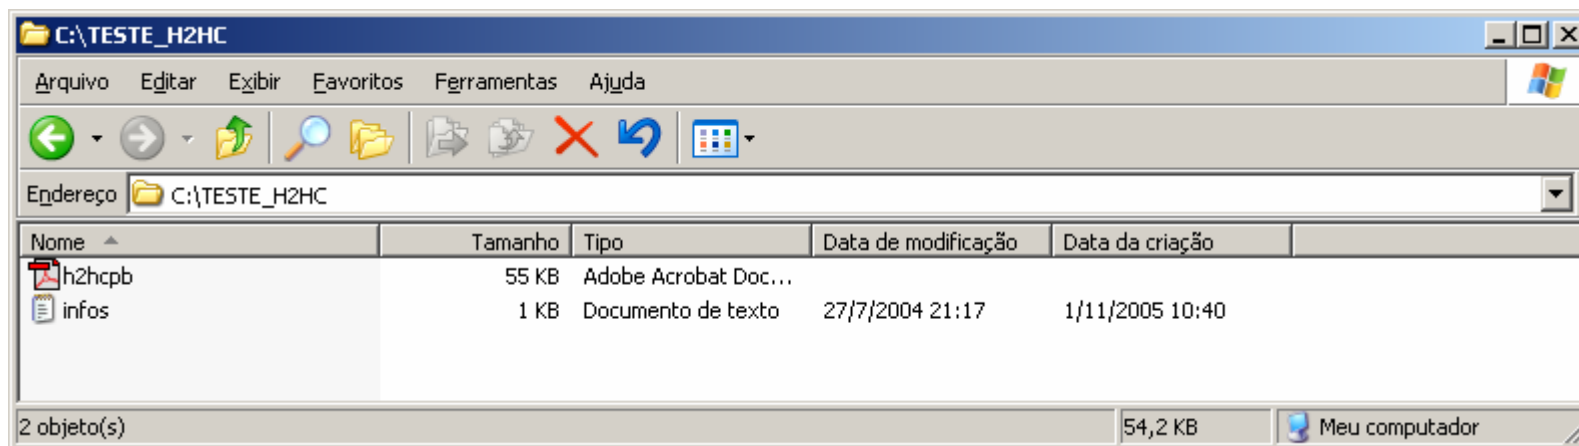 C:\TESTE_H2HC
Arquivo Editar Exibir Favoritos Ferramentas Ajuda
Endereço C:\TESTE_H2HC
Nome Tamanho Tipo Data de modificação Data da criação
h2hcpb 55 KB Adobe Acrobat Doc...
infos 1 KB Documento de texto 27/7/2004 21:17 1/11/2005 10:40
2 objeto(s) 54,2 KB Meu computador